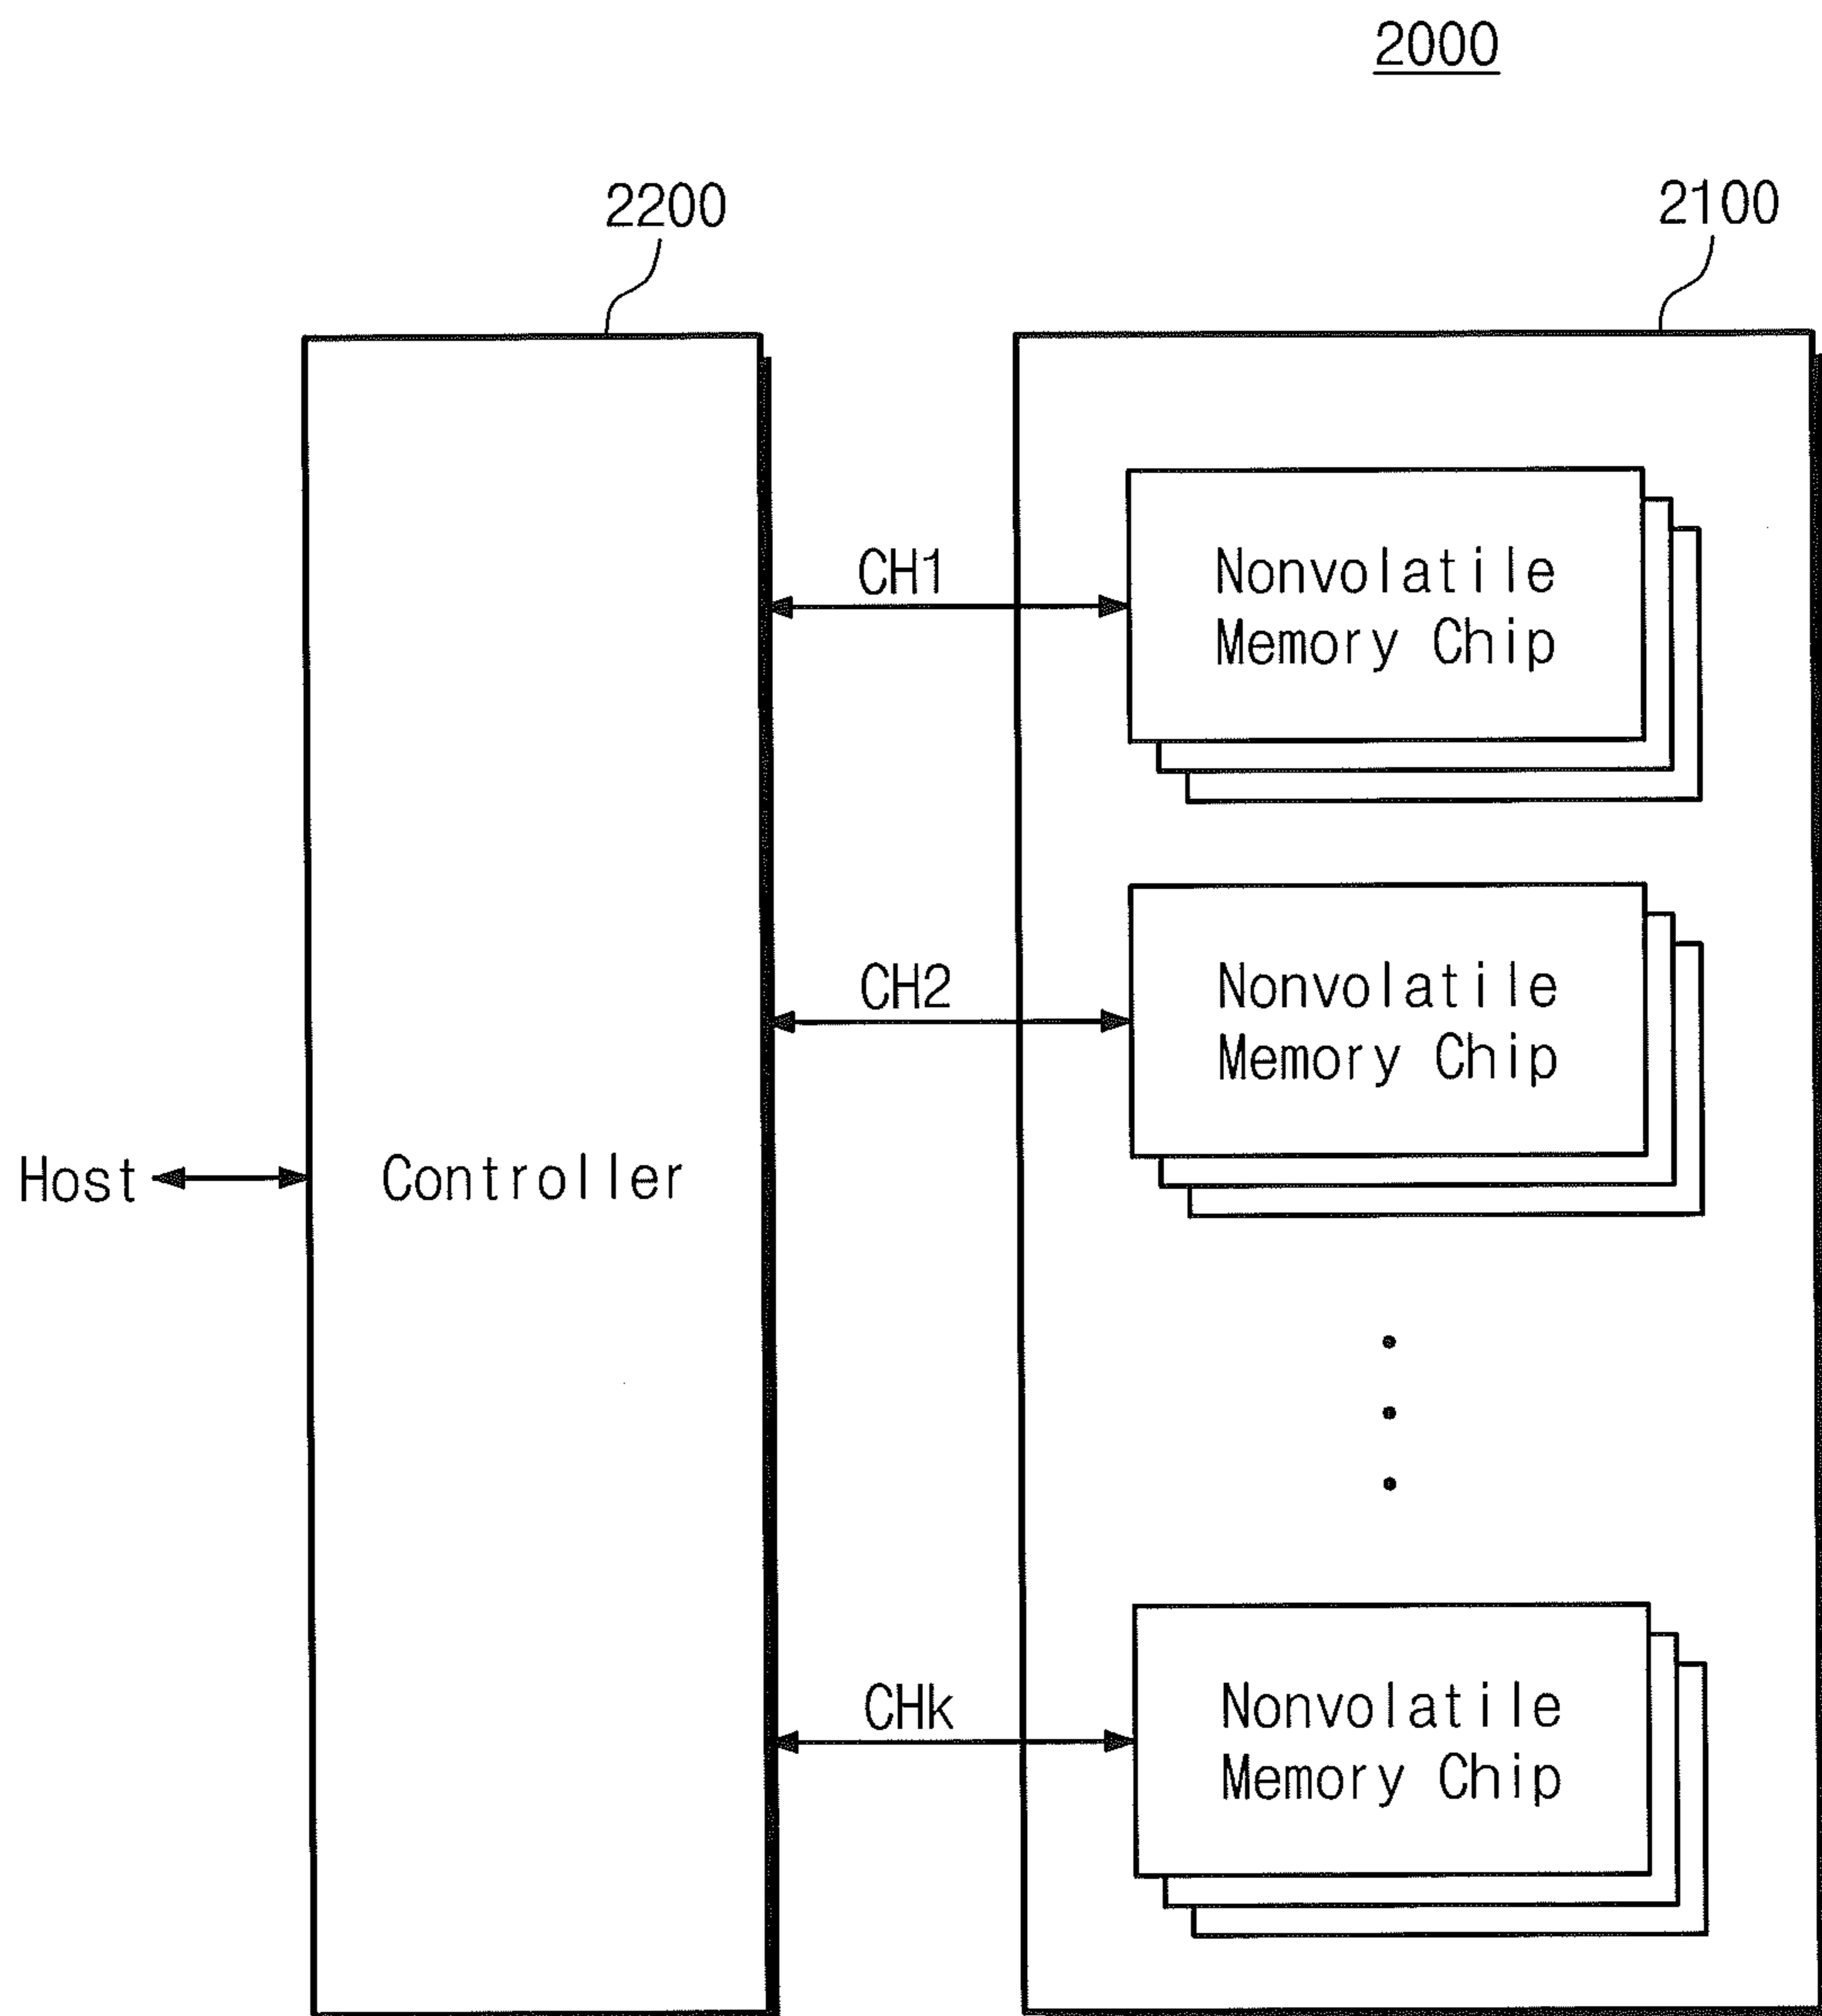 2000
2200
2100
CH1
Nonvolatile
Memory Chip
CH2
Nonvolatile
Memory Chip
Host
Controller
CHk
Nonvolatile
Memory Chip